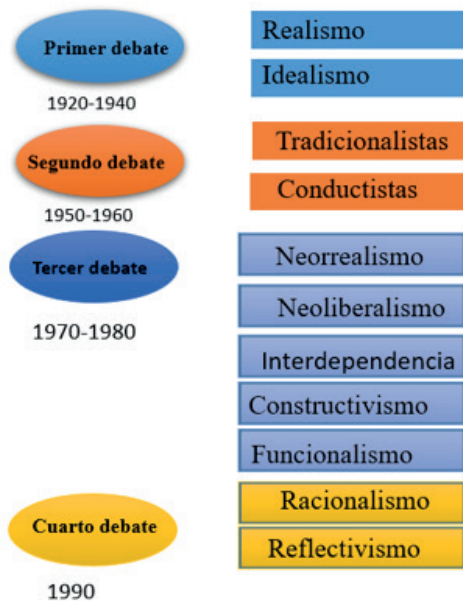 Primer debate
1920-1940
Realismo
Idealismo
Segundo debate
1950-1960
Tradicionalistas
Conductistas
Tercer debate
1970-1980
Neorrealismo
Neoliberalismo
Interdependencia
Constructivismo
Funcionalismo
Cuarto debate
1990
Racionalismo
Reflectivismo